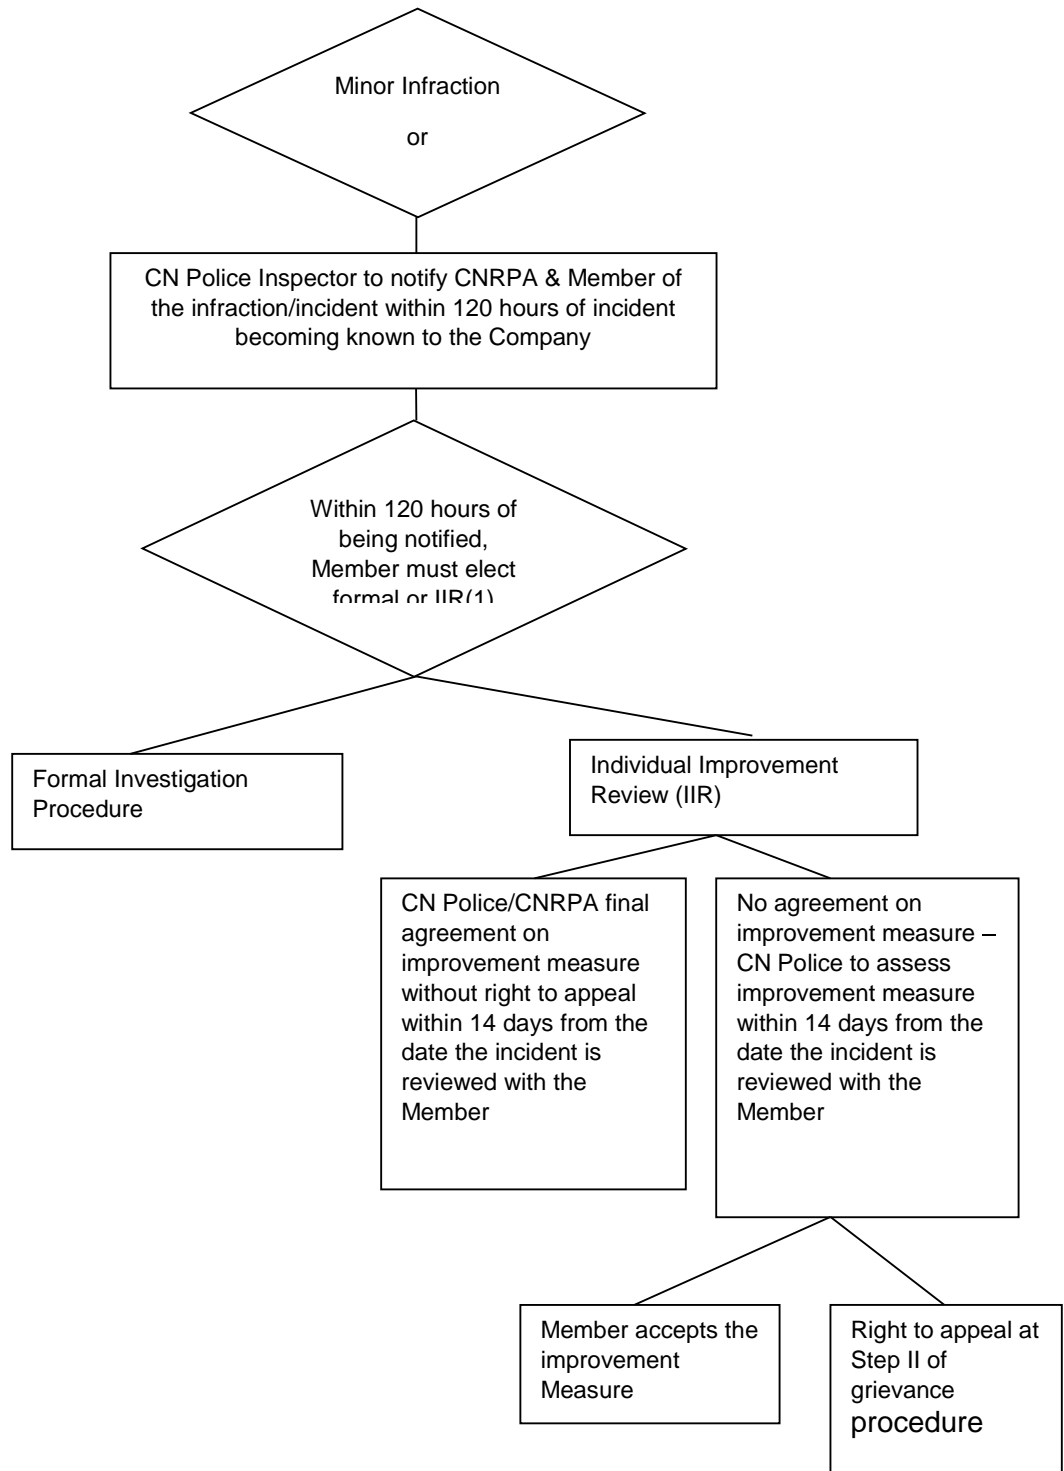 Minor Infraction
or
CN Police Inspector to notify CNRPA & Member of
the infraction/incident within 120 hours of incident
becoming known to the Company
Within 120 hours of
being notified,
Member must elect
formal or IIR(1)
Formal Investigation
Procedure
Individual Improvement
Review (IIR)
CN Police/CNRPA final
agreement on
improvement measure
without right to appeal
within 14 days from the
date the incident is
reviewed with the
Member
No agreement on
improvement measure –
CN Police to assess
improvement measure
within 14 days from the
date the incident is
reviewed with the
Member
Member accepts the
improvement
Measure
Right to appeal at
Step II of
grievance
procedure